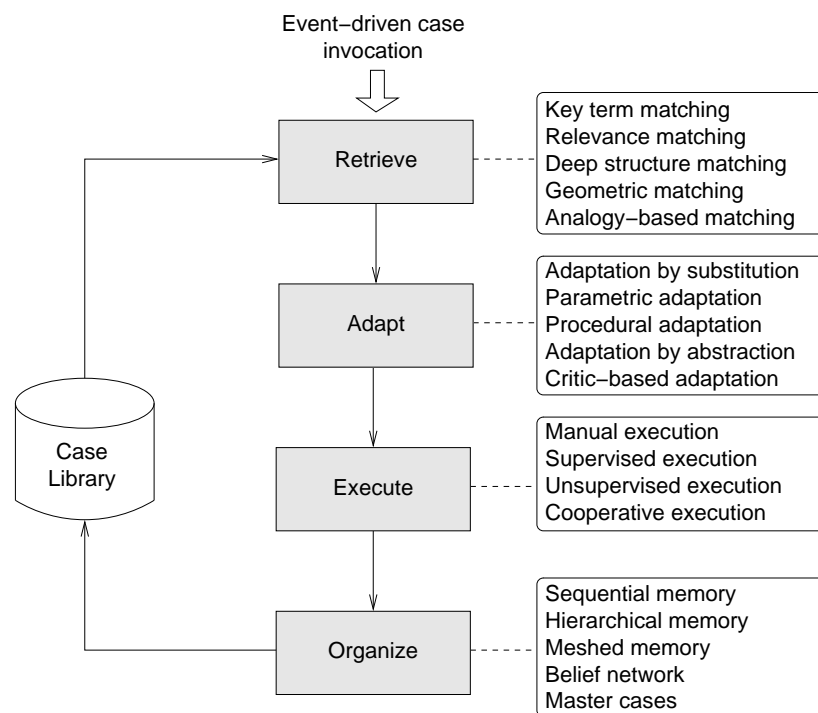 Event−driven case
invocation
Retrieve
Key term matching
Relevance matching
Deep structure matching
Geometric matching
Analogy−based matching
Adapt
Adaptation by substitution
Parametric adaptation
Procedural adaptation
Adaptation by abstraction
Critic−based adaptation
Case
Library
Execute
Manual execution
Supervised execution
Unsupervised execution
Cooperative execution
Organize
Sequential memory
Hierarchical memory
Meshed memory
Belief network
Master cases